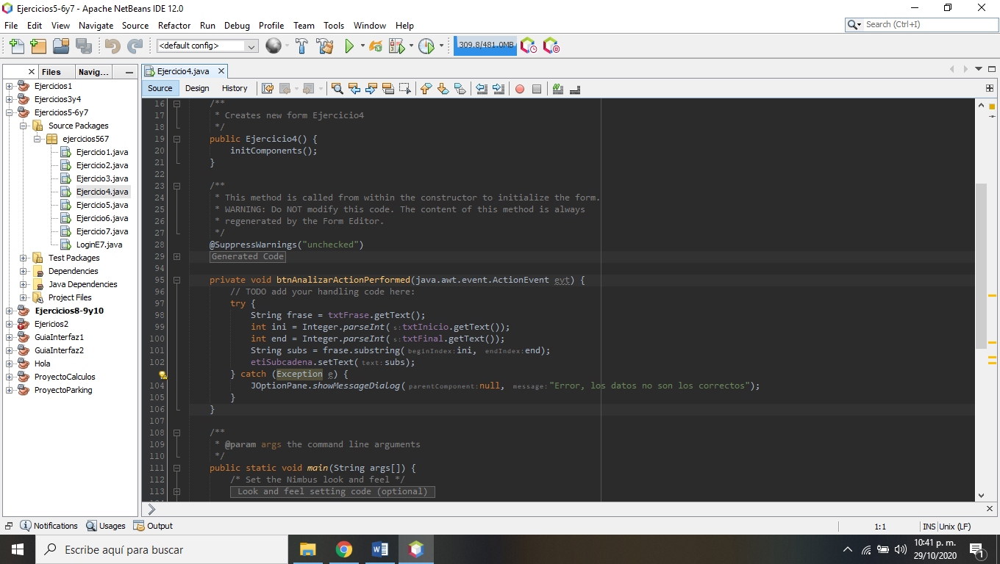 Ejercicios5-6y7 - Apache NetBeans IDE 12.0
File Edit View Navigate Source Refactor Run Debug Profile Team Tools Window Help
Search (Ctrl+I)
<default config>
309.8/481.0MB
Files
Navig...
Ejercicio4.java
Ejercicios1
Ejercicios3y4
Ejercicios5-6y7
Source Packages
ejercicios567
Ejercicio1.java
Ejercicio2.java
Ejercicio3.java
Ejercicio4.java
Ejercicio5.java
Ejercicio6.java
Ejercicio7.java
LoginE7.java
Test Packages
Dependencies
Java Dependencies
Project Files
Ejercicios8-9y10
Ejericios2
GuiaInterfaz1
GuiaInterfaz2
Hola
ProyectoCalculos
ProyectoParking
Source Design History
16 /**
17 * Creates new form Ejercicio4
18 */
19 public Ejercicio4() {
20 initComponents();
21 }
22
23 /**
24 * This method is called from within the constructor to initialize the form.
25 * WARNING: Do NOT modify this code. The content of this method is always
26 * regenerated by the Form Editor.
27 */
28 @SuppressWarnings("unchecked")
29 Generated Code
94
95 private void btnAnalizarActionPerformed(java.awt.event.ActionEvent evt) {
96 // TODO add your handling code here:
97 try {
98 String frase = txtFrase.getText();
99 int ini = Integer.parseInt(s:txtInicio.getText());
100 int end = Integer.parseInt(s:txtFinal.getText());
101 String subs = frase.substring(beginIndex:ini, endIndex:end);
102 etiSubcadena.setText(text:subs);
} catch (Exception e) {
104 JOptionPane.showMessageDialog(parentComponent:null, message:"Error, los datos no son los correctos");
105 }
106 }
107
108 /**
109 * @param args the command line arguments
110 */
111 public static void main(String args[]) {
112 /* Set the Nimbus look and feel */
113 Look and feel setting code (optional)
Notifications Usages Output
1:1 INS Unix (LF)
Escribe aquí para buscar
10:41 p. m.
29/10/2020
1